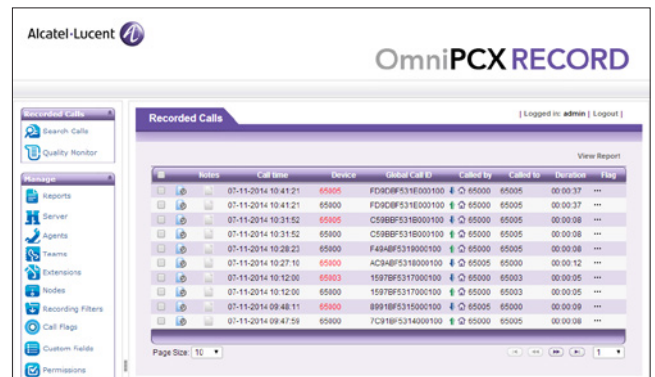 Alcatel·Lucent
OmniPCX RECORD
Recorded Calls
Search Calls
Quality Monitor
Manage
Reports
Server
Agents
Teams
Extensions
Nodes
Recording Filters
Call Flags
Custom Fields
Permissions
Recorded Calls
| Logged in: admin | Logout |
View Report
Notes Call time Device Global Call ID Called by Called to Duration Flag
07-11-2014 10:41:21 65005 FD9DBF531E000100 65000 65005 00:00:37 ...
07-11-2014 10:41:21 65000 FD9DBF531E000100 65000 65005 00:00:37 ...
07-11-2014 10:31:52 65005 C59BBF531B000100 65000 65005 00:00:08 ...
07-11-2014 10:31:52 65000 C59BBF531B000100 65000 65005 00:00:08 ...
07-11-2014 10:28:23 65000 F49ABF5319000100 65000 65005 00:00:08 ...
07-11-2014 10:27:10 65000 AC9ABF5318000100 65005 65000 00:00:12 ...
07-11-2014 10:12:00 65003 1597BF5317000100 65000 65003 00:00:05 ...
07-11-2014 10:12:00 65000 1597BF5317000100 65000 65003 00:00:05 ...
07-11-2014 09:48:11 65000 8991BF5315000100 65005 65000 00:00:09 ...
07-11-2014 09:47:59 65000 7C91BF5314000100 65000 65005 00:00:08 ...
Page Size: 10
1